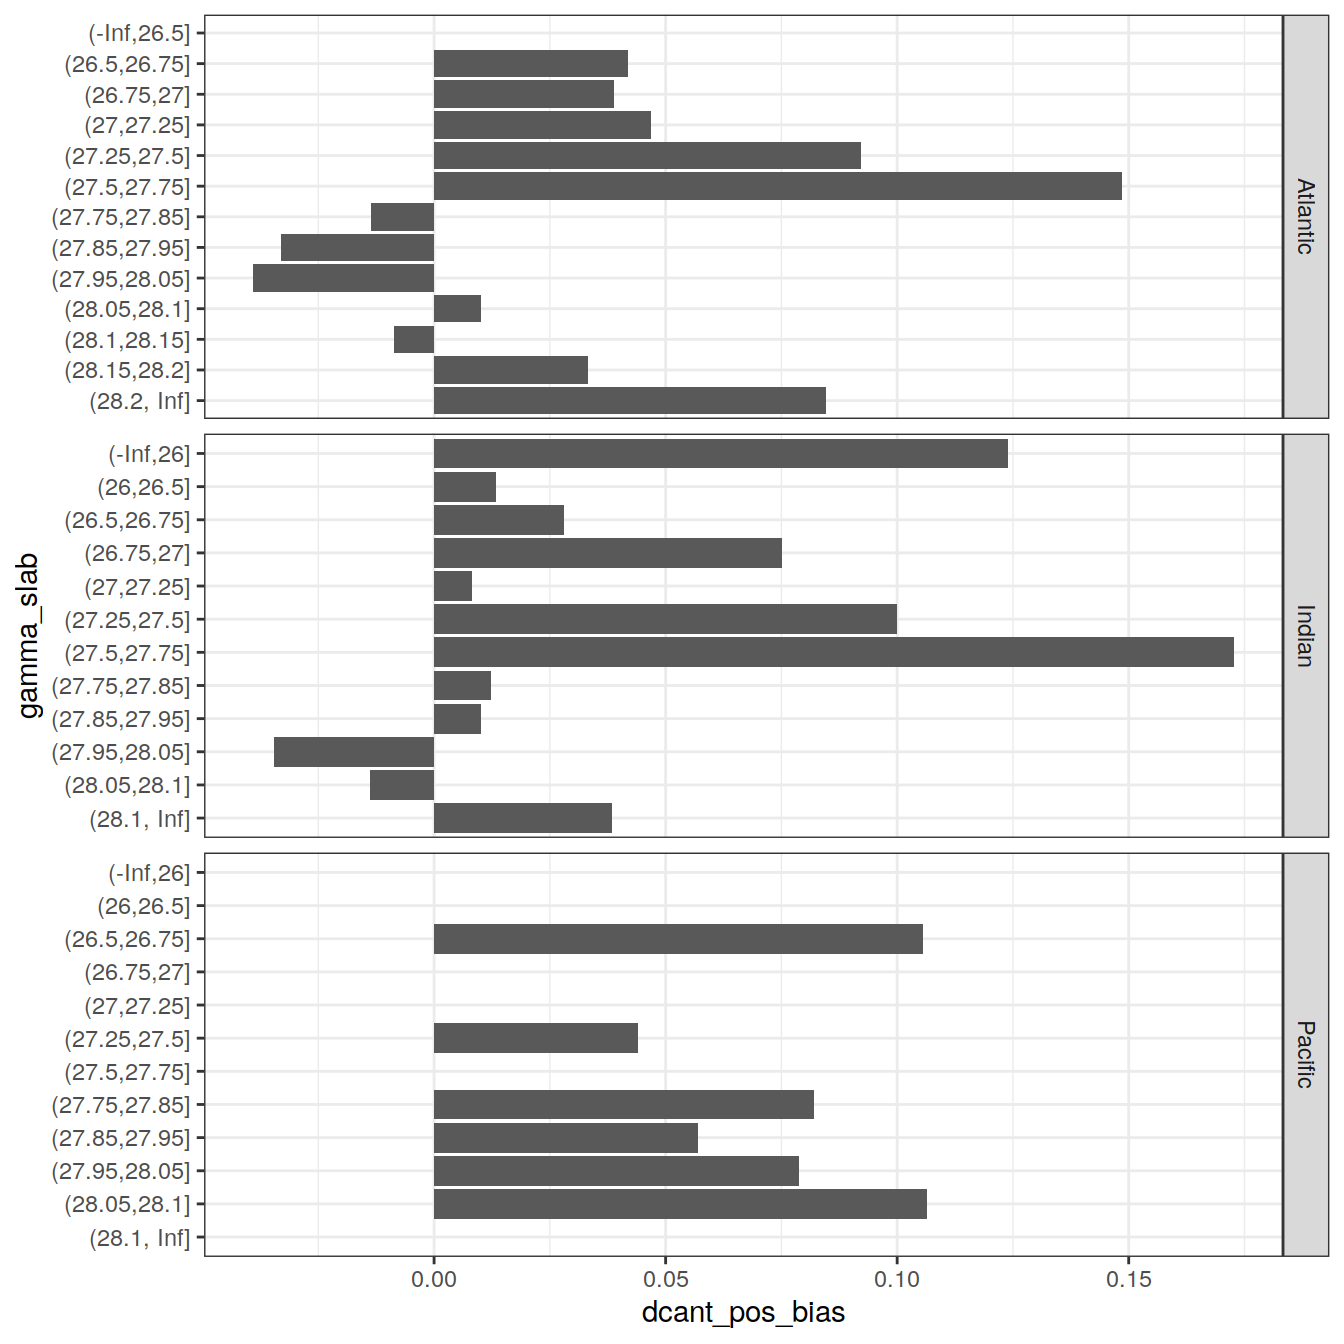 (-Inf,26.5]
(26.5,26.75]
(26.75,27]
(27,27.25]
(27.25,27.5]
(27.5,27.75]
(27.75,27.85]
(27.85,27.95]
(27.95,28.05]
(28.05,28.1]
(28.1,28.15]
(28.15,28.2]
(28.2, Inf]
Atlantic
gamma_slab
(-Inf,26]
(26,26.5]
(26.5,26.75]
(26.75,27]
(27,27.25]
(27.25,27.5]
(27.5,27.75]
(27.75,27.85]
(27.85,27.95]
(27.95,28.05]
(28.05,28.1]
(28.1, Inf]
Indian
(-Inf,26]
(26,26.5]
(26.5,26.75]
(26.75,27]
(27,27.25]
(27.25,27.5]
(27.5,27.75]
(27.75,27.85]
(27.85,27.95]
(27.95,28.05]
(28.05,28.1]
(28.1, Inf]
Pacific
0.00 0.05 0.10 0.15
dcant_pos_bias